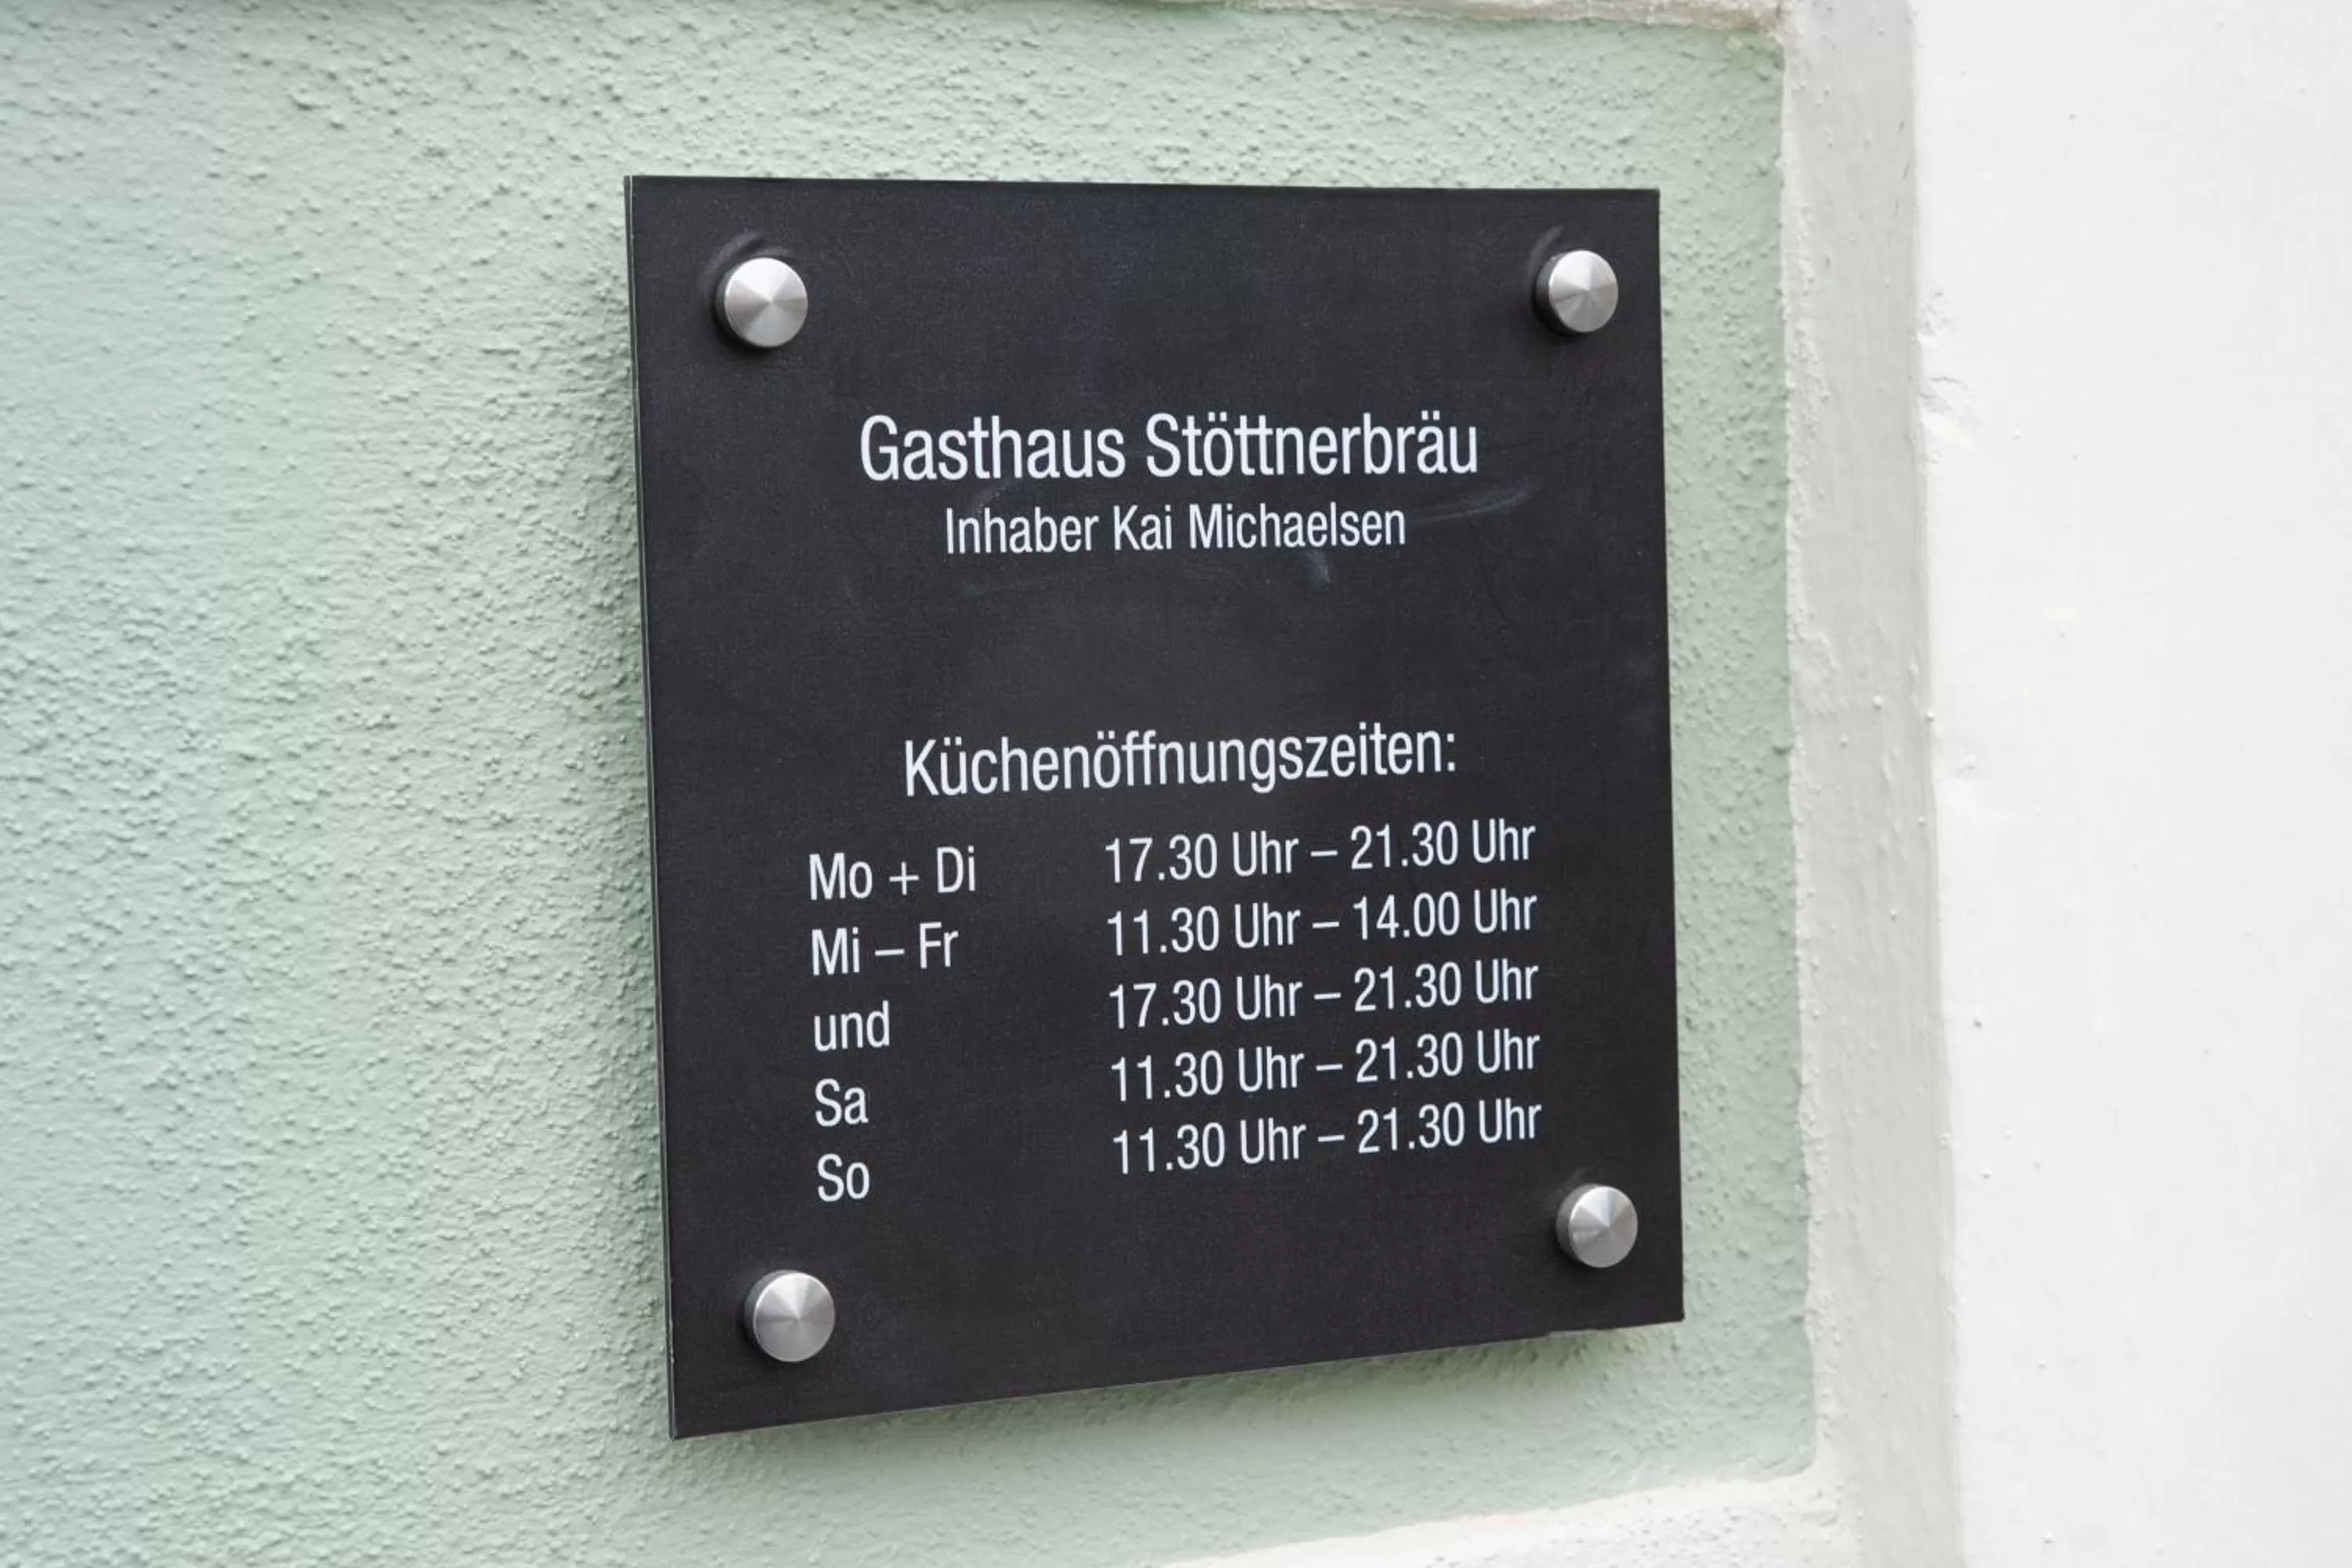 Gasthaus Stöttnerbräu
Inhaber Kai Michaelsen
Küchenöffnungszeiten:
Mo + Di 17.30 Uhr – 21.30 Uhr
Mi – Fr 11.30 Uhr – 14.00 Uhr
und 17.30 Uhr – 21.30 Uhr
Sa 11.30 Uhr – 21.30 Uhr
So 11.30 Uhr – 21.30 Uhr